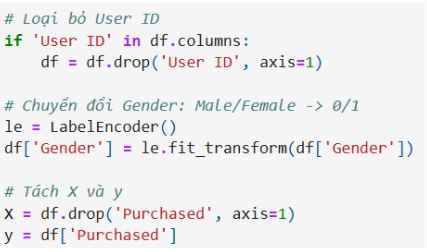 # Loại bỏ User ID
if 'User ID' in df.columns:
    df = df.drop('User ID', axis=1)

# Chuyển đổi Gender: Male/Female -> 0/1
le = LabelEncoder()
df['Gender'] = le.fit_transform(df['Gender'])

# Tách X và y
X = df.drop('Purchased', axis=1)
y = df['Purchased']